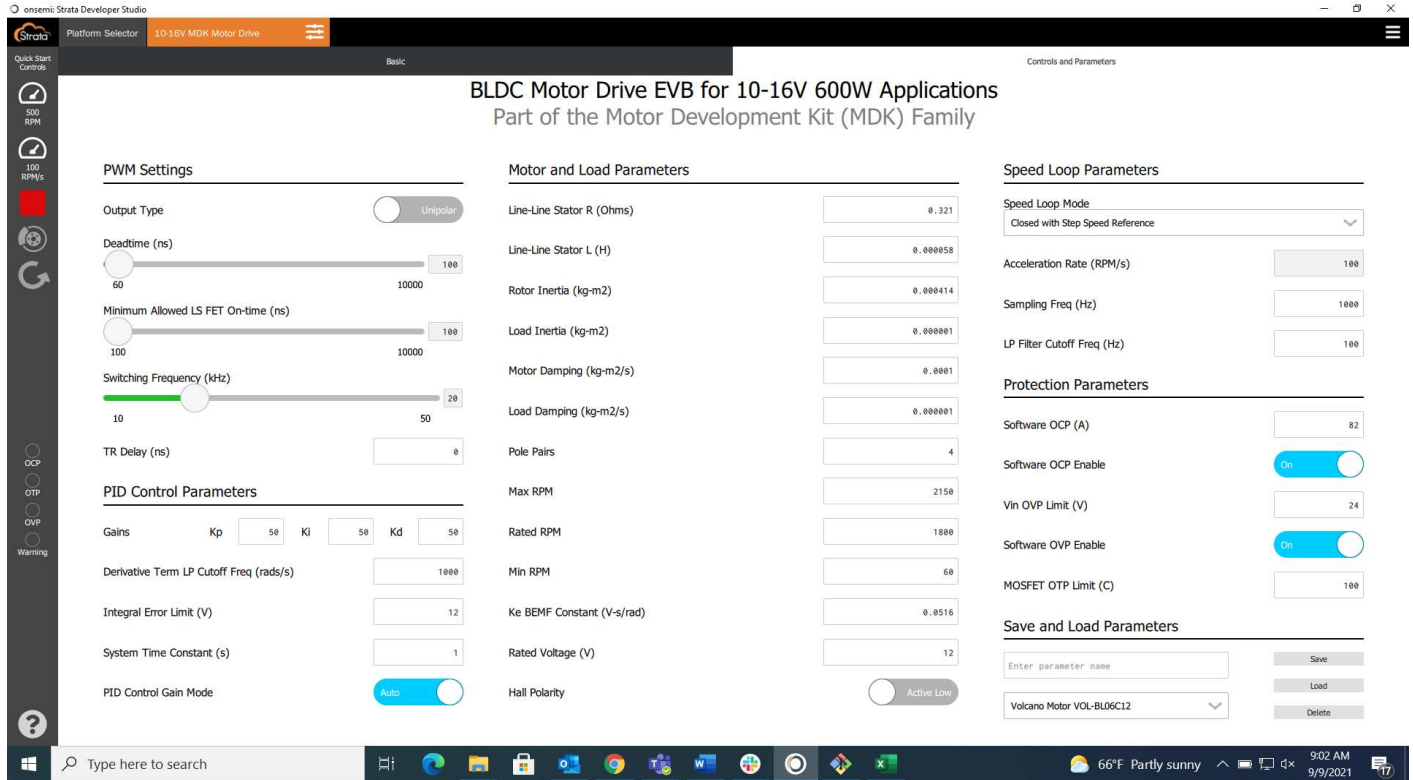 onsemi: Strata Developer Studio
Strata
Platform Selector
10-16V MDK Motor Drive
Quick Start
Controls
Basic
Controls and Parameters
500
RPM
100
RPM/s
OCP
OTP
OVP
Warning
BLDC Motor Drive EVB for 10-16V 600W Applications
Part of the Motor Development Kit (MDK) Family
PWM Settings
Output Type Unipolar
Deadtime (ns)
100
60 10000
Minimum Allowed LS FET On-time (ns)
100
100 10000
Switching Frequency (kHz)
20
10 50
TR Delay (ns) 0
PID Control Parameters
Gains Kp 50 Ki 50 Kd 50
Derivative Term LP Cutoff Freq (rads/s) 1000
Integral Error Limit (V) 12
System Time Constant (s) 1
PID Control Gain Mode Auto
Motor and Load Parameters
Line-Line Stator R (Ohms) 0.321
Line-Line Stator L (H) 0.000058
Rotor Inertia (kg-m2) 0.000414
Load Inertia (kg-m2) 0.000001
Motor Damping (kg-m2/s) 0.0001
Load Damping (kg-m2/s) 0.000001
Pole Pairs 4
Max RPM 2150
Rated RPM 1800
Min RPM 60
Ke BEMF Constant (V-s/rad) 0.0516
Rated Voltage (V) 12
Hall Polarity Active Low
Speed Loop Parameters
Speed Loop Mode
Closed with Step Speed Reference
Acceleration Rate (RPM/s) 100
Sampling Freq (Hz) 1000
LP Filter Cutoff Freq (Hz) 100
Protection Parameters
Software OCP (A) 82
Software OCP Enable On
Vin OVP Limit (V) 24
Software OVP Enable On
MOSFET OTP Limit (C) 100
Save and Load Parameters
Enter parameter name
Save
Load
Volcano Motor VOL-BL06C12
Delete
Type here to search
66°F Partly sunny
9:02 AM
9/9/2021
17